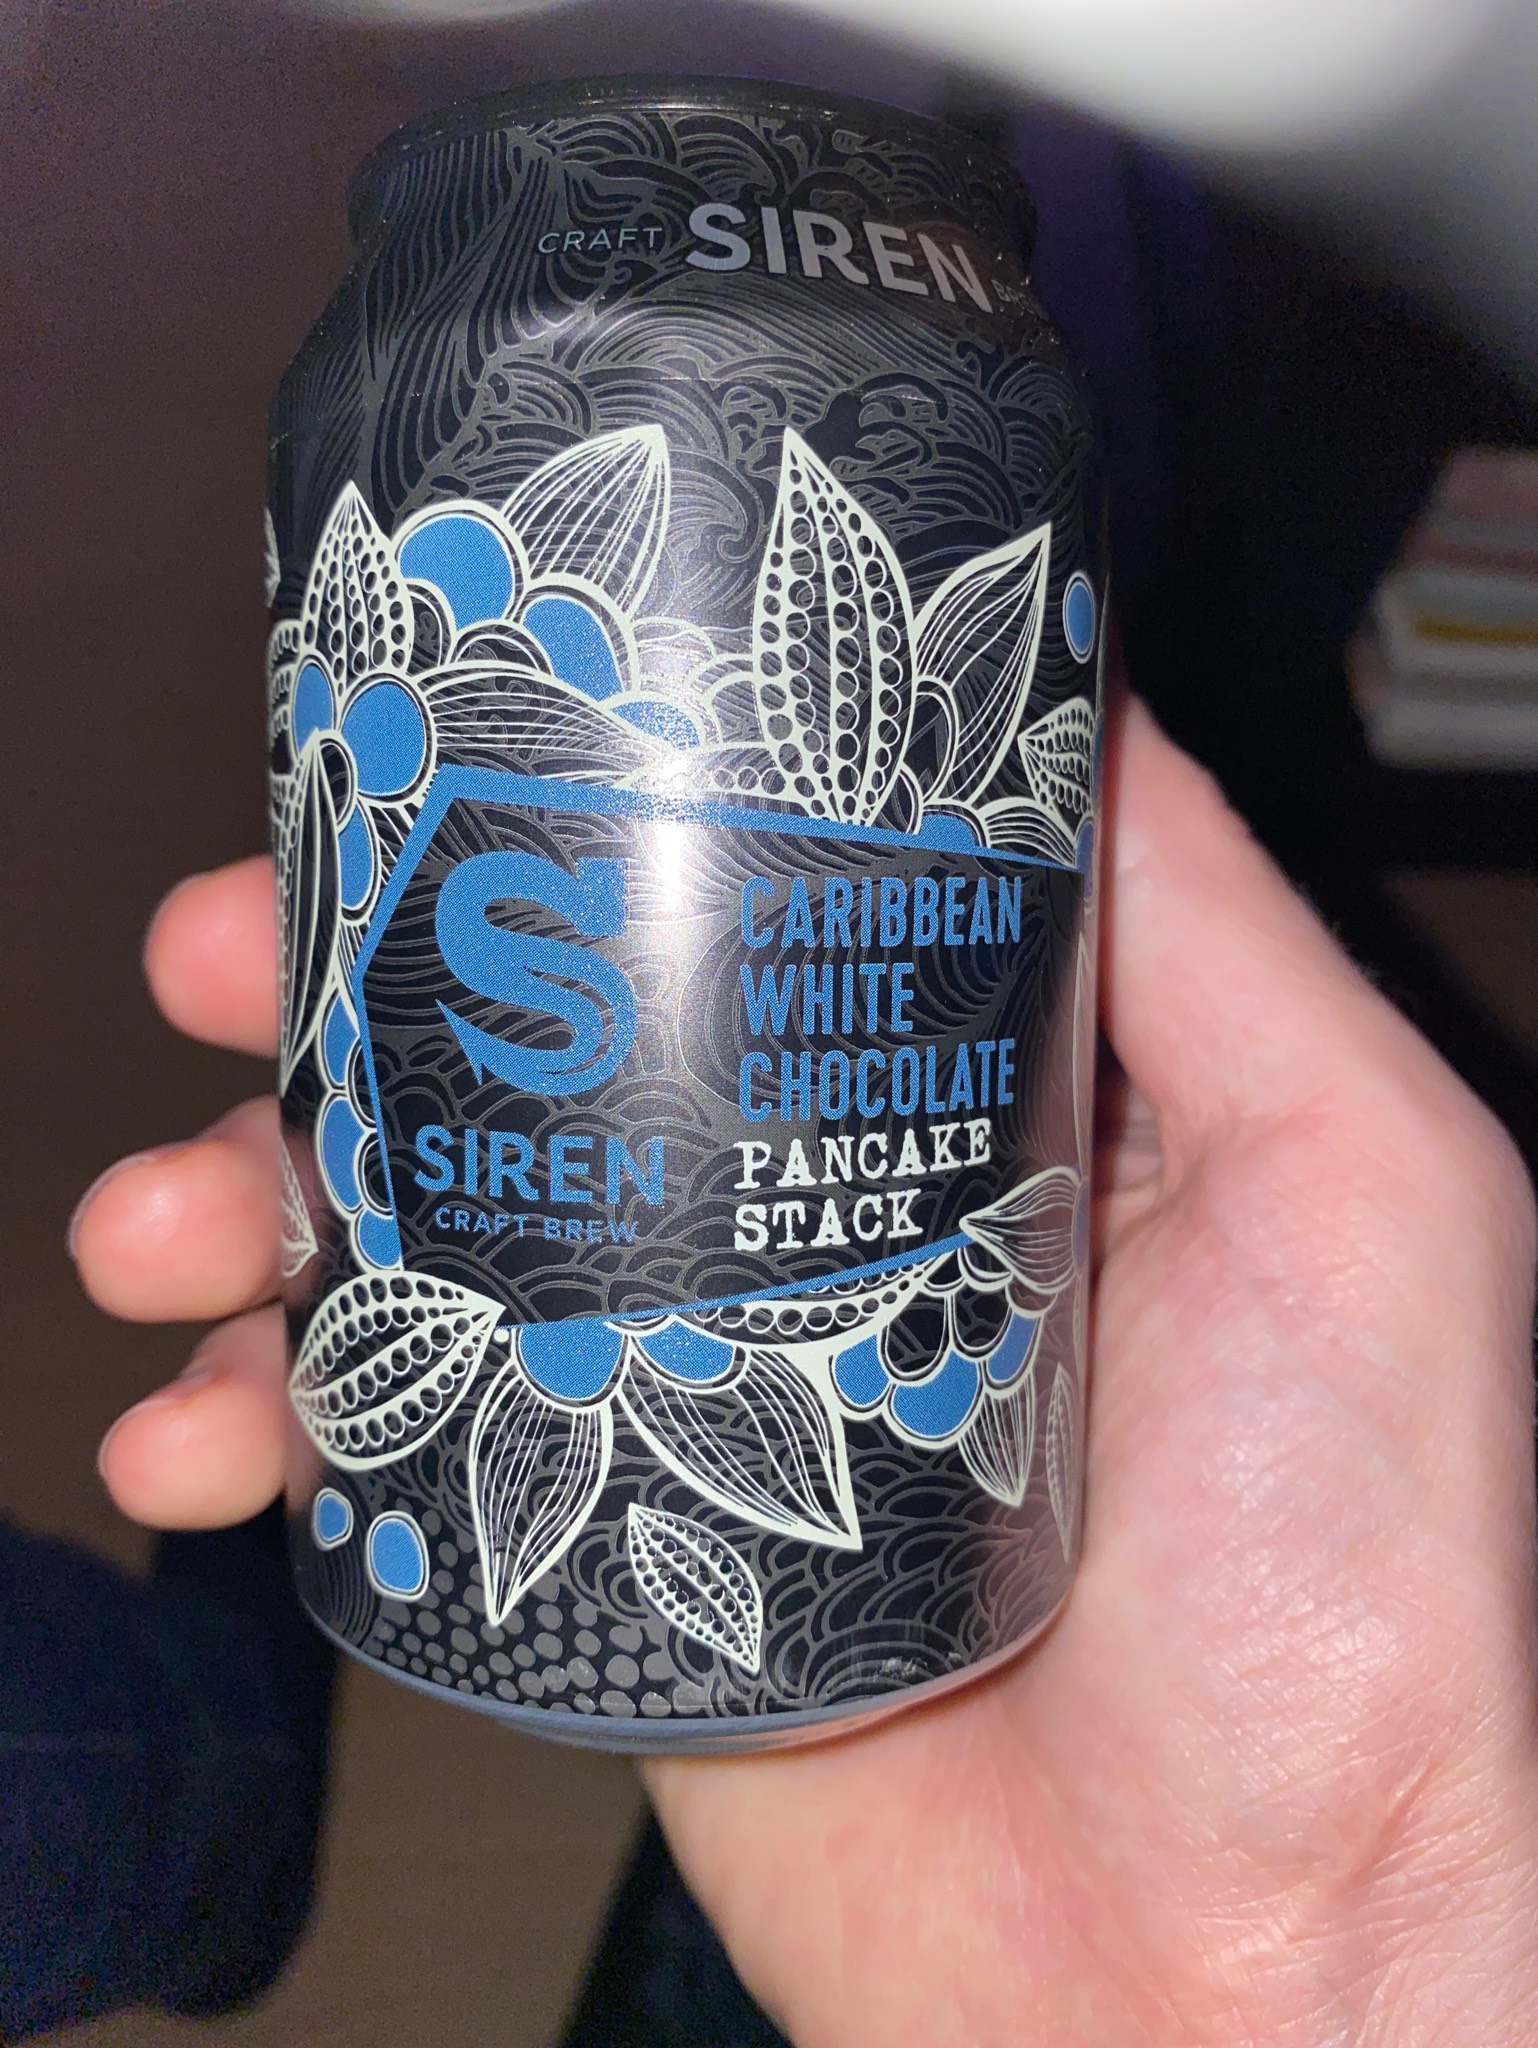 CRAFT SIREN
S
SIREN
CRAFT BREW
CARIBBEAN
WHITE
CHOCOLATE
PANCAKE
STACK